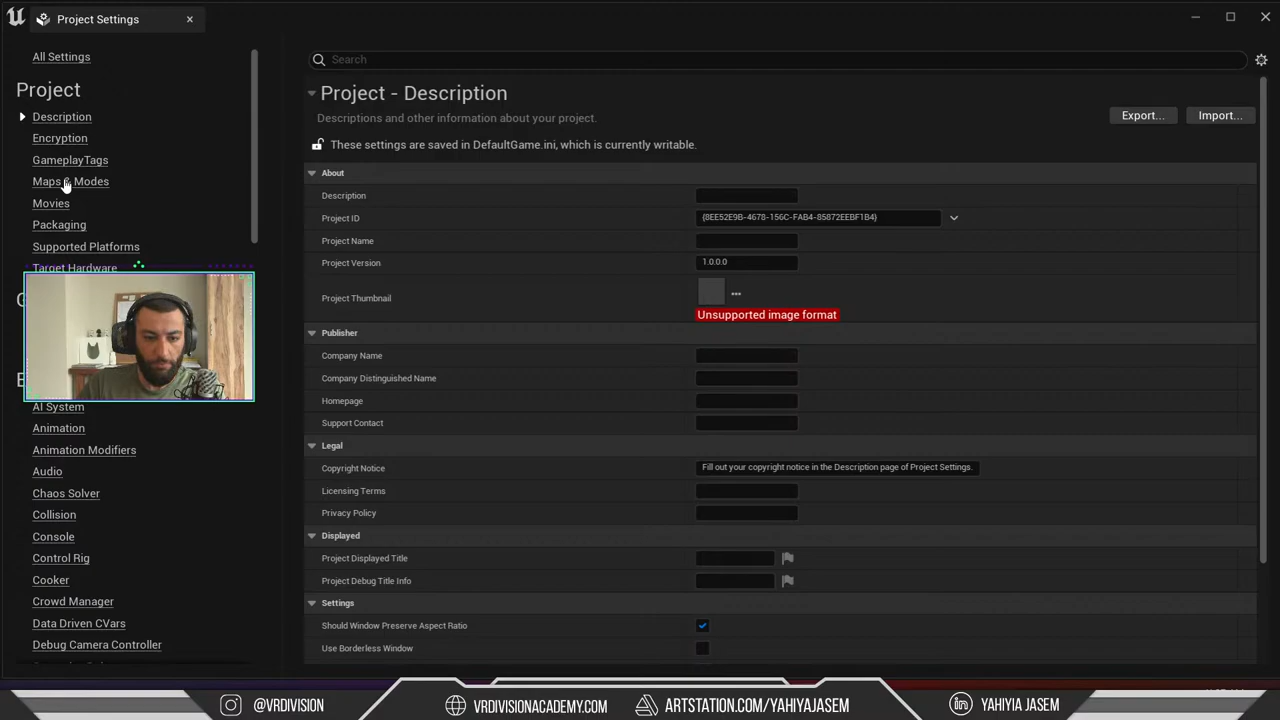 Project Settings
All Settings
Project
Description
Encryption
GameplayTags
Maps & Modes
Movies
Packaging
Supported Platforms
Target Hardware
AI System
Animation
Animation Modifiers
Audio
Chaos Solver
Collision
Console
Control Rig
Cooker
Crowd Manager
Data Driven CVars
Debug Camera Controller
Search
Project - Description
Descriptions and other information about your project.
Export...
Import...
These settings are saved in DefaultGame.ini, which is currently writable.
About
Description
Project ID
{8EE52E9B-4678-156C-FAB4-85872EEBF1B4}
Project Name
Project Version
1.0.0.0
Project Thumbnail
Unsupported image format
Publisher
Company Name
Company Distinguished Name
Homepage
Support Contact
Legal
Copyright Notice
Fill out your copyright notice in the Description page of Project Settings.
Licensing Terms
Privacy Policy
Displayed
Project Displayed Title
Project Debug Title Info
Settings
Should Window Preserve Aspect Ratio
Use Borderless Window
@VRDIVISION
VRDIVISIONACADEMY.COM
ARTSTATION.COM/YAHIYAJASEM
YAHIYIA JASEM